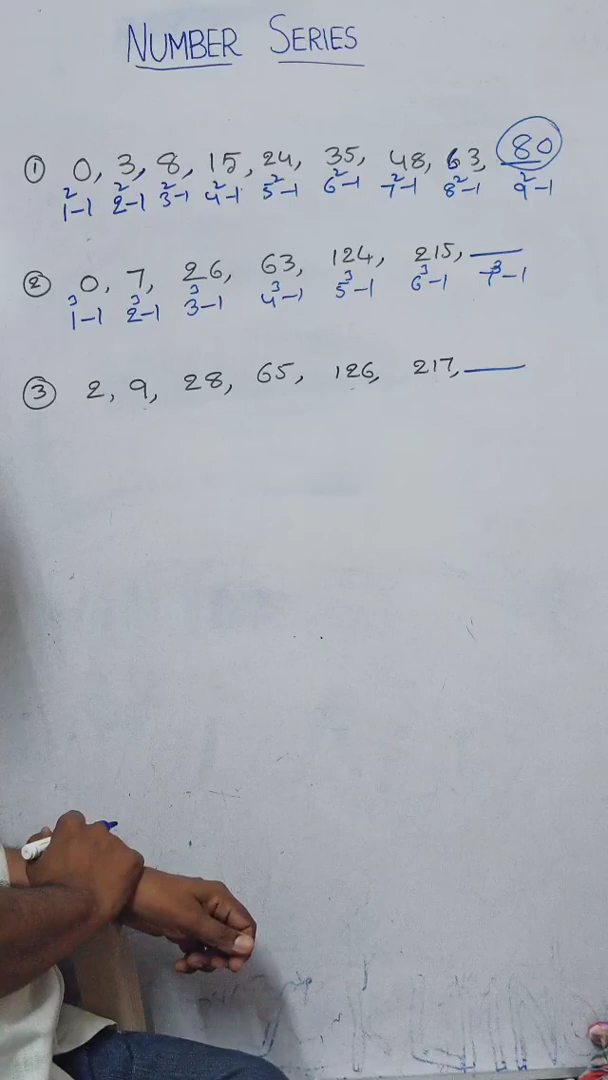 NUMBER SERIES
① 0, 3, 8, 15, 24, 35, 48, 63, 80
1²-1 2²-1 3²-1 4²-1 5²-1 6²-1 7²-1 8²-1 9²-1
② 0, 7, 26, 63, 124, 215, __
1³-1 2³-1 3³-1 4³-1 5³-1 6³-1 7³-1
③ 2, 9, 28, 65, 126, 217, __